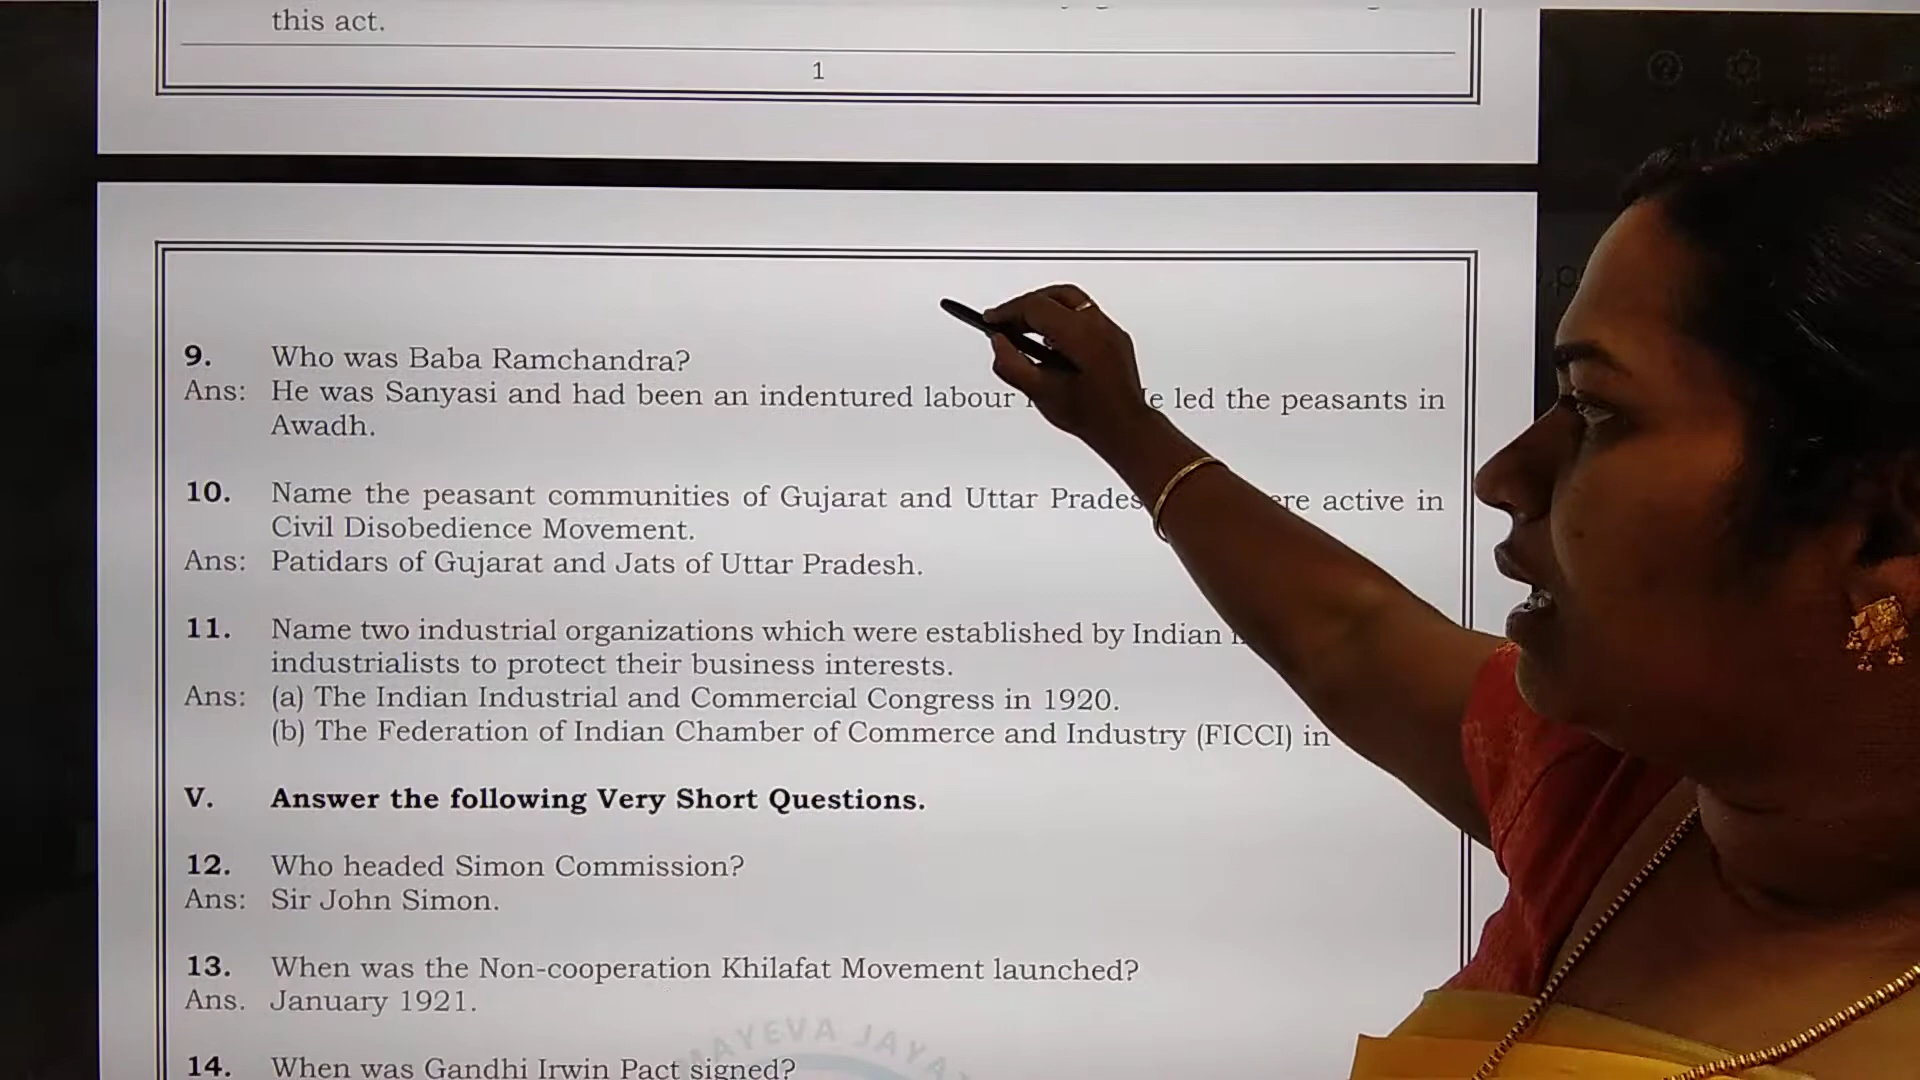 this act.
1
9. Who was Baba Ramchandra?
Ans: He was Sanyasi and had been an indentured labour led the peasants in
Awadh.
10. Name the peasant communities of Gujarat and Uttar active in
Civil Disobedience Movement.
Ans: Patidars of Gujarat and Jats of Uttar Pradesh.
11. Name two industrial organizations which were established by Indian
industrialists to protect their business interests.
Ans: (a) The Indian Industrial and Commercial Congress in 1920.
(b) The Federation of Indian Chamber of Commerce and Industry (FICCI) in
V. Answer the following Very Short Questions.
12. Who headed Simon Commission?
Ans: Sir John Simon.
13. When was the Non-cooperation Khilafat Movement launched?
Ans. January 1921.
14. When was Gandhi Irwin Pact signed?